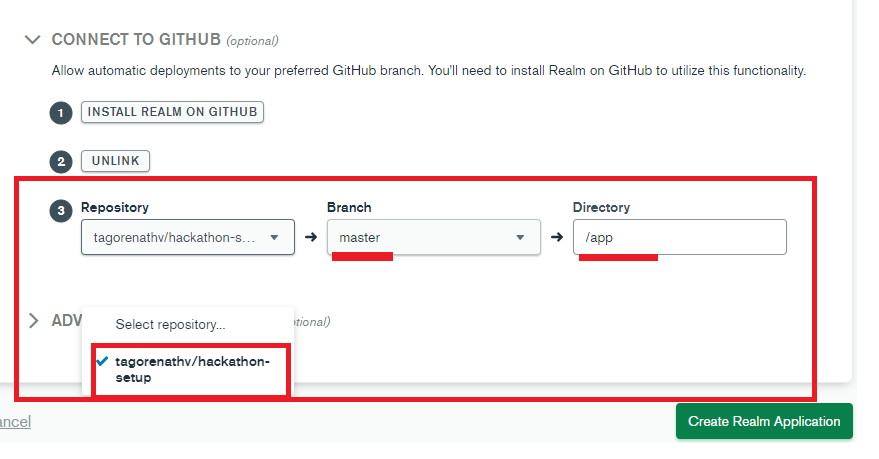 CONNECT TO GITHUB (optional)
Allow automatic deployments to your preferred GitHub branch. You'll need to install Realm on GitHub to utilize this functionality.
1 INSTALL REALM ON GITHUB
2 UNLINK
3 Repository Branch Directory
tagorenathv/hackathon-s... master /app
ADV tional)
Select repository...
tagorenathv/hackathon-
setup
ancel Create Realm Application